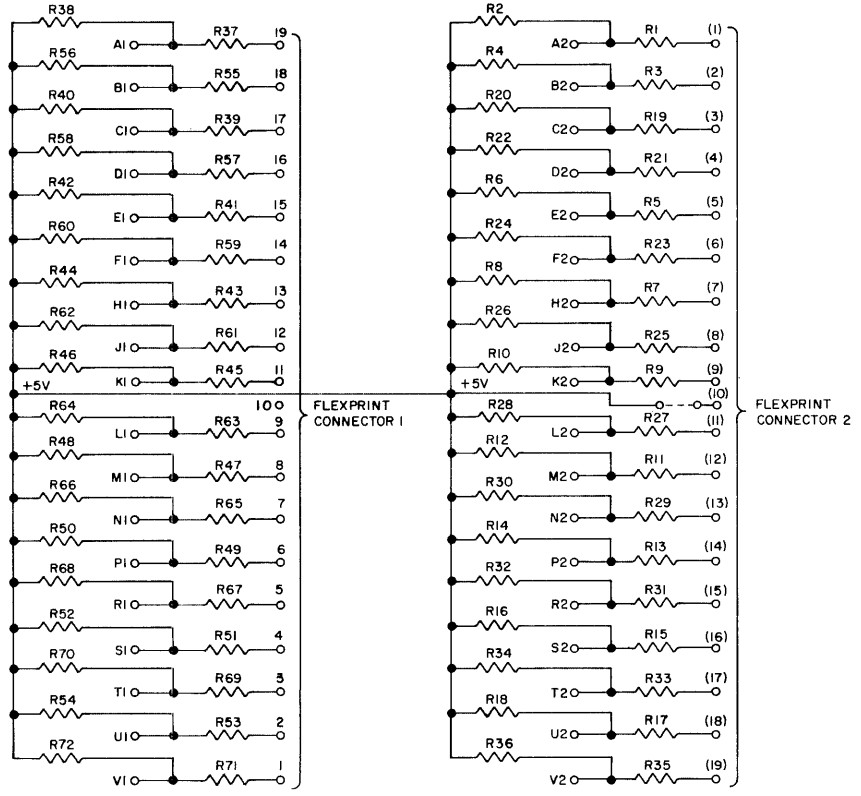 R38
A1 R37 19
R56
B1 R55 18
R40
C1 R39 17
R58
D1 R57 16
R42
E1 R41 15
R60
F1 R59 14
R44
H1 R43 13
R62
J1 R61 12
R46
K1 R45 11
+5V
10
R64
L1 R63 9
R48
M1 R47 8
R66
N1 R65 7
R50
P1 R49 6
R68
R1 R67 5
R52
S1 R51 4
R70
T1 R69 3
R54
U1 R53 2
R72
V1 R71 1
FLEXPRINT
CONNECTOR 1
R2
A2 R1 (1)
R4
B2 R3 (2)
R20
C2 R19 (3)
R22
D2 R21 (4)
R6
E2 R5 (5)
R24
F2 R23 (6)
R8
H2 R7 (7)
R26
J2 R25 (8)
R10
K2 R9 (9)
+5V
(10)
R28
L2 R27 (11)
R12
M2 R11 (12)
R30
N2 R29 (13)
R14
P2 R13 (14)
R32
R2 R31 (15)
R16
S2 R15 (16)
R34
T2 R33 (17)
R18
U2 R17 (18)
R36
V2 R35 (19)
FLEXPRINT
CONNECTOR 2